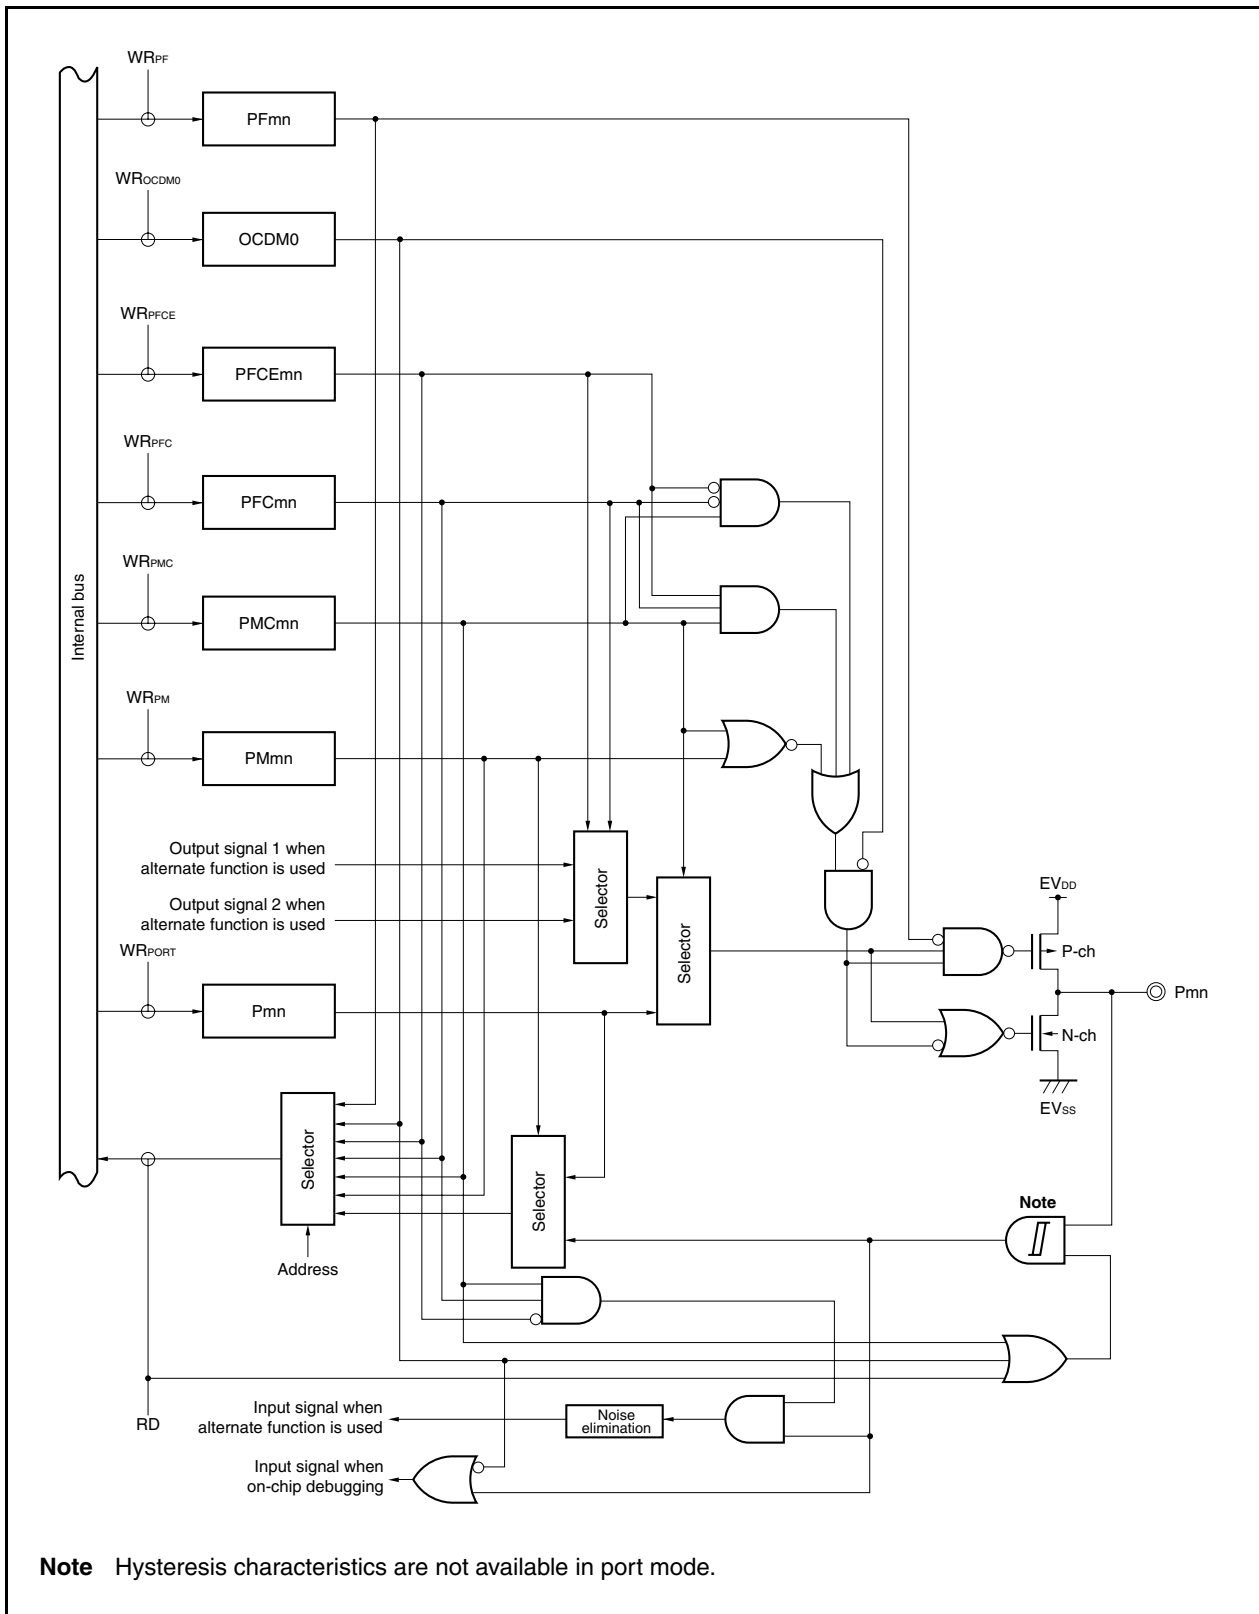 WRPF
PFmn
WROCDM0
OCDM0
WRPFCE
PFCEmn
WRPFC
PFCmn
WRPMC
PMCmn
Internal bus
WRPM
PMmn
Output signal 1 when
alternate function is used
Output signal 2 when
alternate function is used
Selector
Selector
EVDD
P-ch
WRPORT
Pmn
Pmn
N-ch
EVSS
Selector
Selector
Address
Note
RD
Input signal when
alternate function is used
Noise
elimination
Input signal when
on-chip debugging
Note Hysteresis characteristics are not available in port mode.